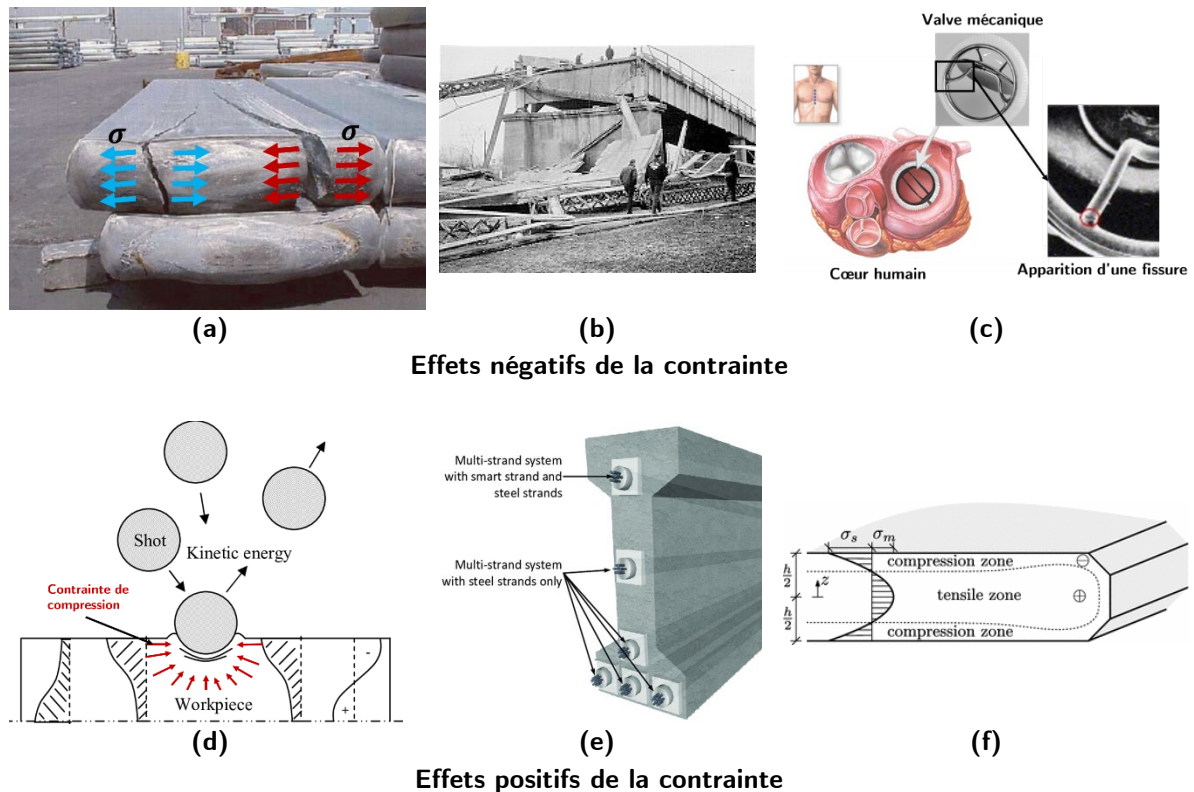 Valve mécanique
σ
σ
Cœur humain
Apparition d'une fissure
(a)
(b)
(c)
Effets négatifs de la contrainte
Shot
Kinetic energy
Contrainte de
compression
Workpiece
-
+
Multi-strand system
with smart strand and
steel strands
Multi-strand system
with steel strands only
σs
σm
h/2
z
h/2
compression zone
⊖
tensile zone
⊕
compression zone
(d)
(e)
(f)
Effets positifs de la contrainte